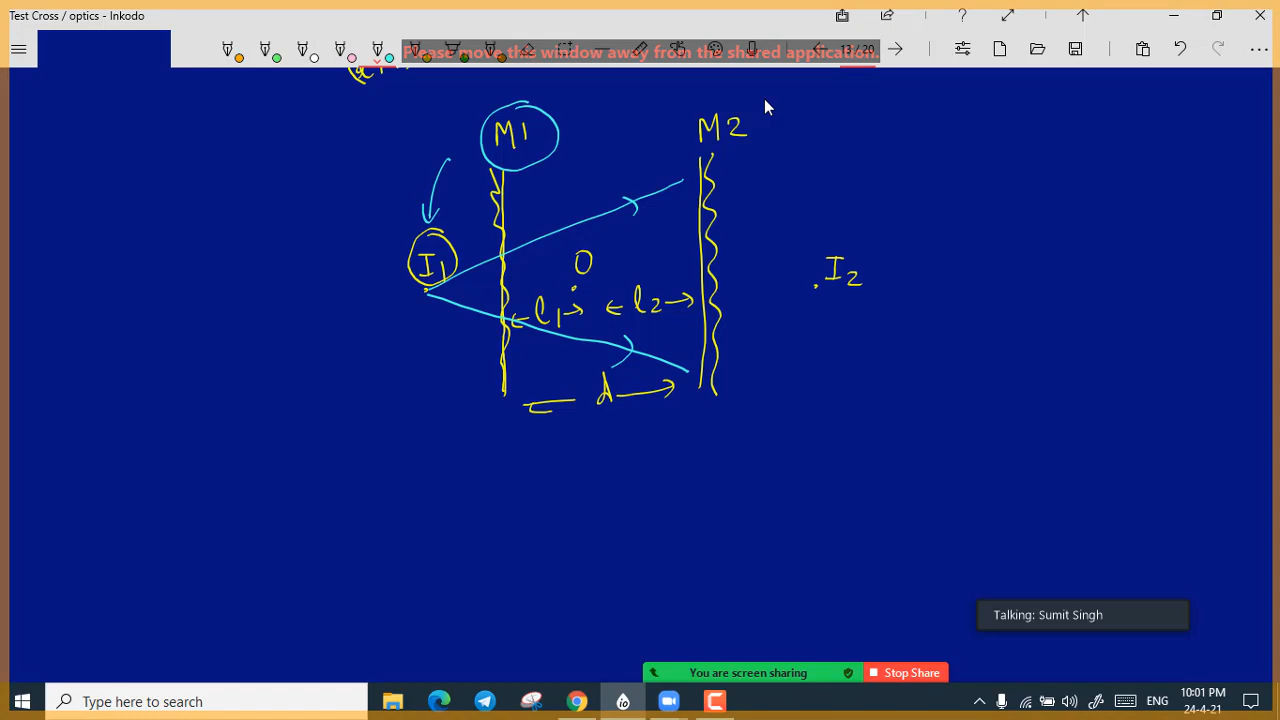 Test Cross / optics - Inkodo
Please move this window away from the shared application.
13 / 20
M1
M2
I1
O
I2
l1
l2
d
Talking: Sumit Singh
You are screen sharing
Stop Share
Type here to search
ENG
10:01 PM
24-4-21